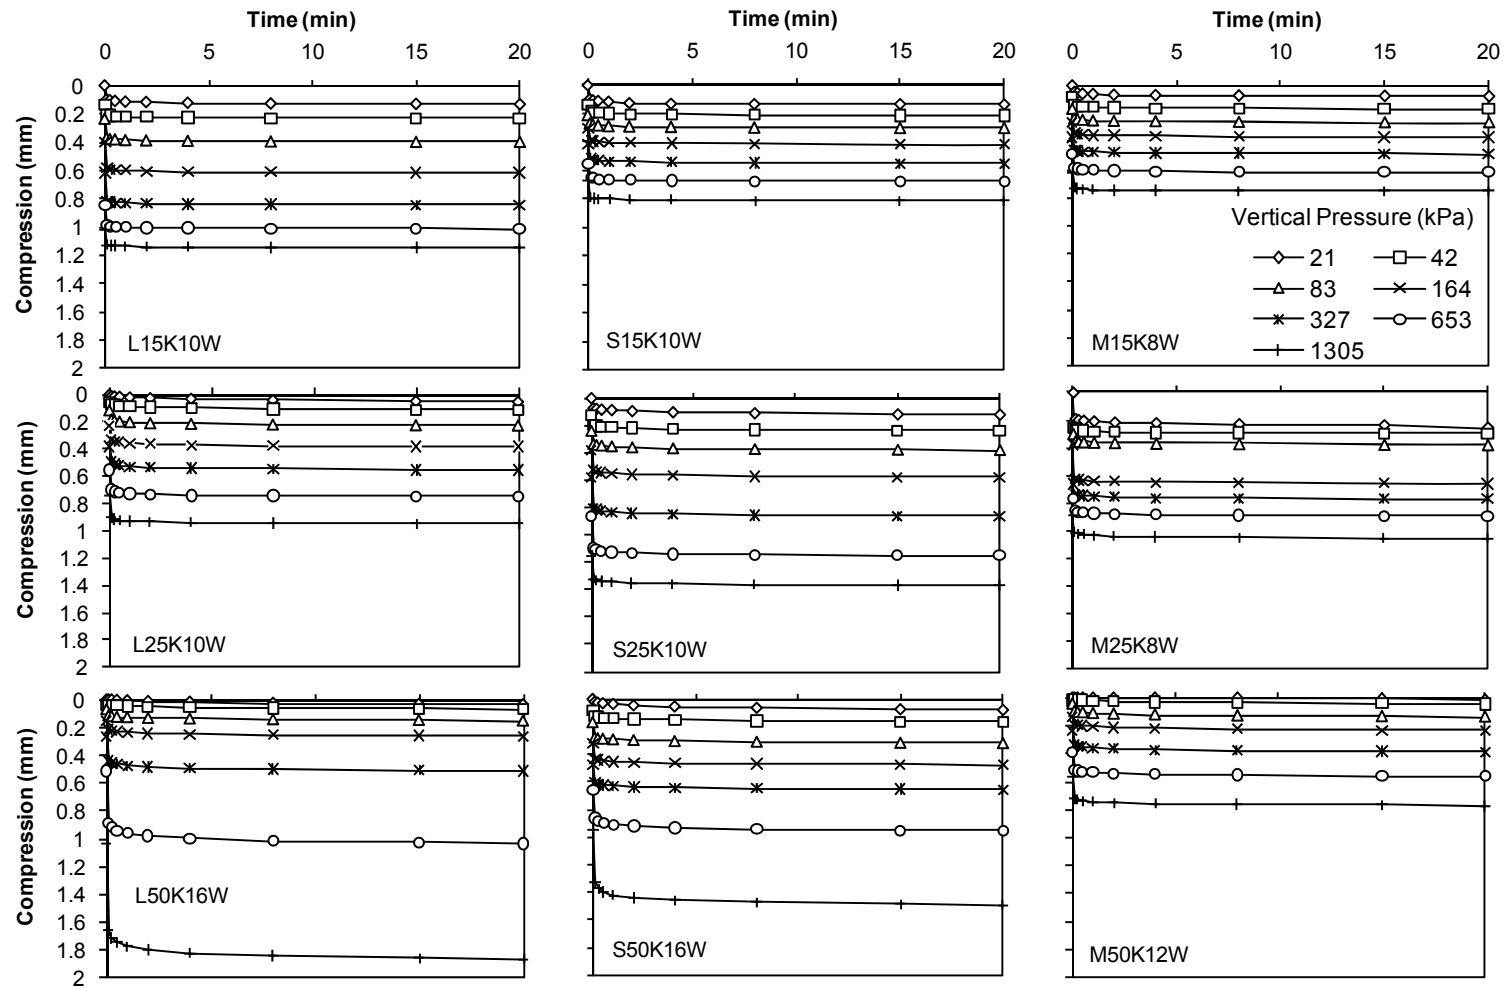 Time (min) Time (min) Time (min)
0 5 10 15 20 0 5 10 15 20 0 5 10 15 20
Compression (mm)
0
0.2
0.4
0.6
0.8
1
1.2
1.4
1.6
1.8
2
L15K10W
S15K10W
M15K8W
Vertical Pressure (kPa)
21 42
83 164
327 653
1305
Compression (mm)
0
0.2
0.4
0.6
0.8
1
1.2
1.4
1.6
1.8
2
L25K10W
S25K10W
M25K8W
Compression (mm)
0
0.2
0.4
0.6
0.8
1
1.2
1.4
1.6
1.8
2
L50K16W
S50K16W
M50K12W